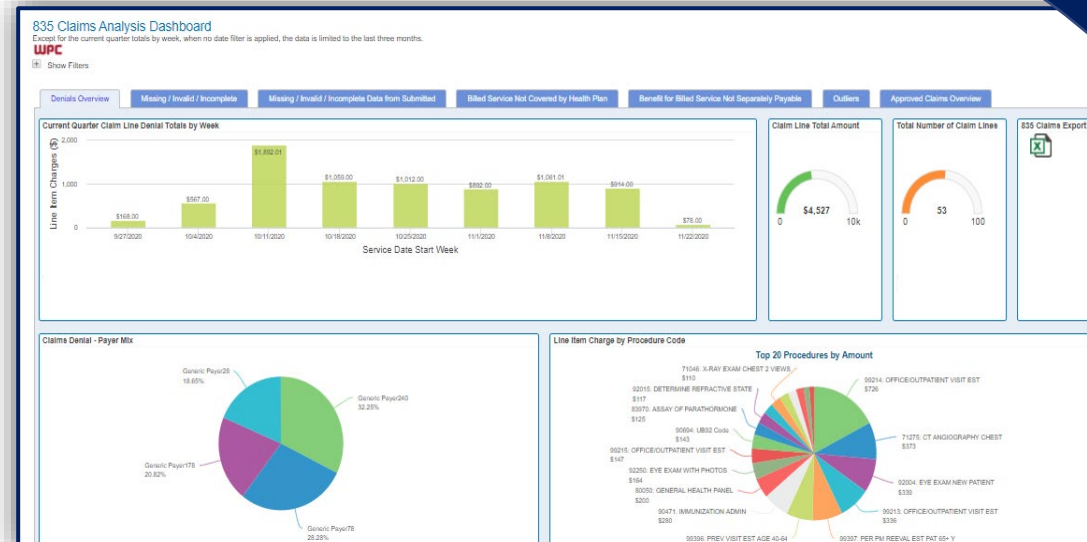 835 Claims Analysis Dashboard
Except for the current quarter totals by week, when no date filter is applied, the data is limited to the last three months.
WPC
+ Show Filters
Denials Overview
Missing / Invalid / Incomplete
Missing / Invalid / Incomplete Data from Submitted
Billed Service Not Covered by Health Plan
Benefit for Billed Service Not Separately Payable
Outliers
Approved Claims Overview
Current Quarter Claim Line Denial Totals by Week
Line Item Charges ($)
2,000
1,000
0
$168.00
$567.00
$1,892.01
$1,058.00
$1,012.00
$892.00
$1,081.01
$914.00
$78.00
9/27/2020
10/4/2020
10/11/2020
10/18/2020
10/25/2020
11/1/2020
11/8/2020
11/15/2020
11/22/2020
Service Date Start Week
Claim Line Total Amount
$4,527
0
10k
Total Number of Claim Lines
53
0
100
835 Claims Export
Claims Denial - Payer Mix
Generic Payer28
18.65%
Generic Payer240
32.25%
Generic Payer178
20.82%
Generic Payer78
28.28%
Line Item Charge by Procedure Code
Top 20 Procedures by Amount
71046: X-RAY EXAM CHEST 2 VIEWS
$110
92015: DETERMINE REFRACTIVE STATE
$117
83970: ASSAY OF PARATHORMONE
$125
90694: UB92 Code
$143
99215: OFFICE/OUTPATIENT VISIT EST
$147
92250: EYE EXAM WITH PHOTOS
$164
80050: GENERAL HEALTH PANEL
$200
90471: IMMUNIZATION ADMIN
$280
99396: PREV VISIT EST AGE 40-64
99214: OFFICE/OUTPATIENT VISIT EST
$726
71275: CT ANGIOGRAPHY CHEST
$373
92004: EYE EXAM NEW PATIENT
99213: OFFICE/OUTPATIENT VISIT EST
$336
99397: PER PM REEVAL EST PAT 65+ Y